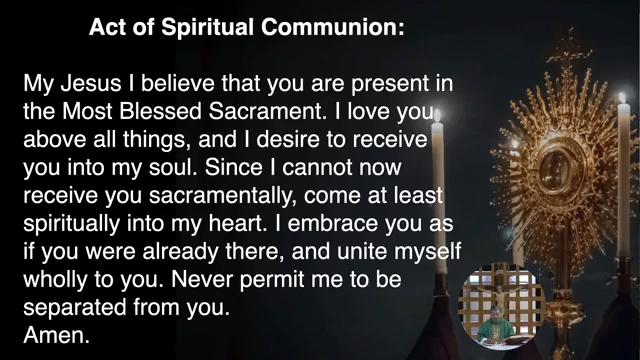 Act of Spiritual Communion:
My Jesus I believe that you are present in
the Most Blessed Sacrament. I love you
above all things, and I desire to receive
you into my soul. Since I cannot now
receive you sacramentally, come at least
spiritually into my heart. I embrace you as
if you were already there, and unite myself
wholly to you. Never permit me to be
separated from you.
Amen.